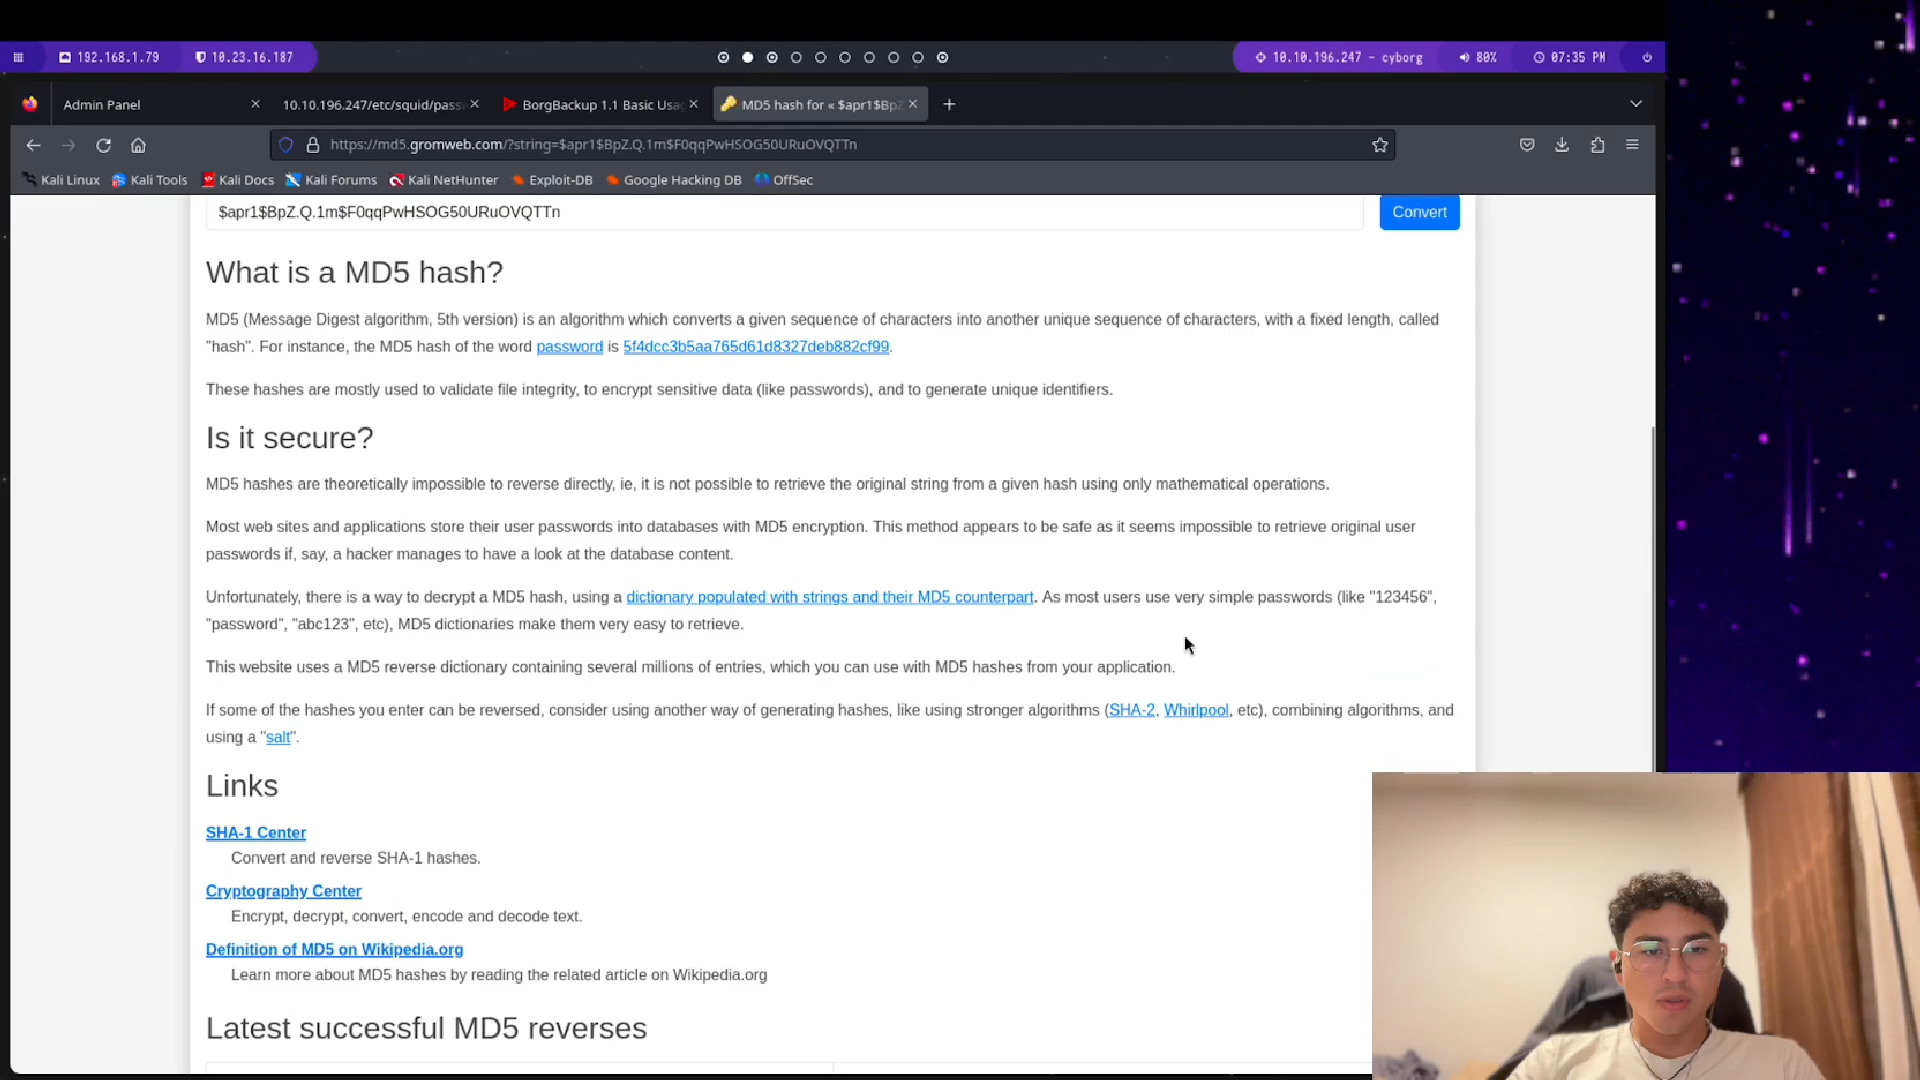 192.168.1.79
10.23.16.187
10.10.196.247 - cyborg
80%
07:35 PM
Admin Panel
10.10.196.247/etc/squid/pass
BorgBackup 1.1 Basic Usa
MD5 hash for « $apr1$BpZ
https://md5.gromweb.com/?string=$apr1$BpZ.Q.1m$F0qqPwHSOG50URuOVQTTn
Kali Linux
Kali Tools
Kali Docs
Kali Forums
Kali NetHunter
Exploit-DB
Google Hacking DB
OffSec
$apr1$BpZ.Q.1m$F0qqPwHSOG50URuOVQTTn
Convert
What is a MD5 hash?
MD5 (Message Digest algorithm, 5th version) is an algorithm which converts a given sequence of characters into another unique sequence of characters, with a fixed length, called
"hash". For instance, the MD5 hash of the word password is 5f4dcc3b5aa765d61d8327deb882cf99.
These hashes are mostly used to validate file integrity, to encrypt sensitive data (like passwords), and to generate unique identifiers.
Is it secure?
MD5 hashes are theoretically impossible to reverse directly, ie, it is not possible to retrieve the original string from a given hash using only mathematical operations.
Most web sites and applications store their user passwords into databases with MD5 encryption. This method appears to be safe as it seems impossible to retrieve original user
passwords if, say, a hacker manages to have a look at the database content.
Unfortunately, there is a way to decrypt a MD5 hash, using a dictionary populated with strings and their MD5 counterpart. As most users use very simple passwords (like "123456",
"password", "abc123", etc), MD5 dictionaries make them very easy to retrieve.
This website uses a MD5 reverse dictionary containing several millions of entries, which you can use with MD5 hashes from your application.
If some of the hashes you enter can be reversed, consider using another way of generating hashes, like using stronger algorithms (SHA-2, Whirlpool, etc), combining algorithms, and
using a "salt".
Links
SHA-1 Center
Convert and reverse SHA-1 hashes.
Cryptography Center
Encrypt, decrypt, convert, encode and decode text.
Definition of MD5 on Wikipedia.org
Learn more about MD5 hashes by reading the related article on Wikipedia.org
Latest successful MD5 reverses